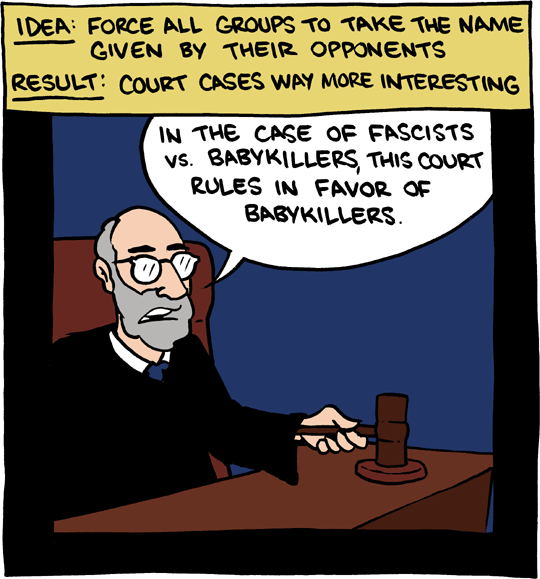 IDEA: FORCE ALL GROUPS TO TAKE THE NAME
GIVEN BY THEIR OPPONENTS
RESULT: COURT CASES WAY MORE INTERESTING
IN THE CASE OF FASCISTS
VS. BABYKILLERS, THIS COURT
RULES IN FAVOR OF
BABYKILLERS.